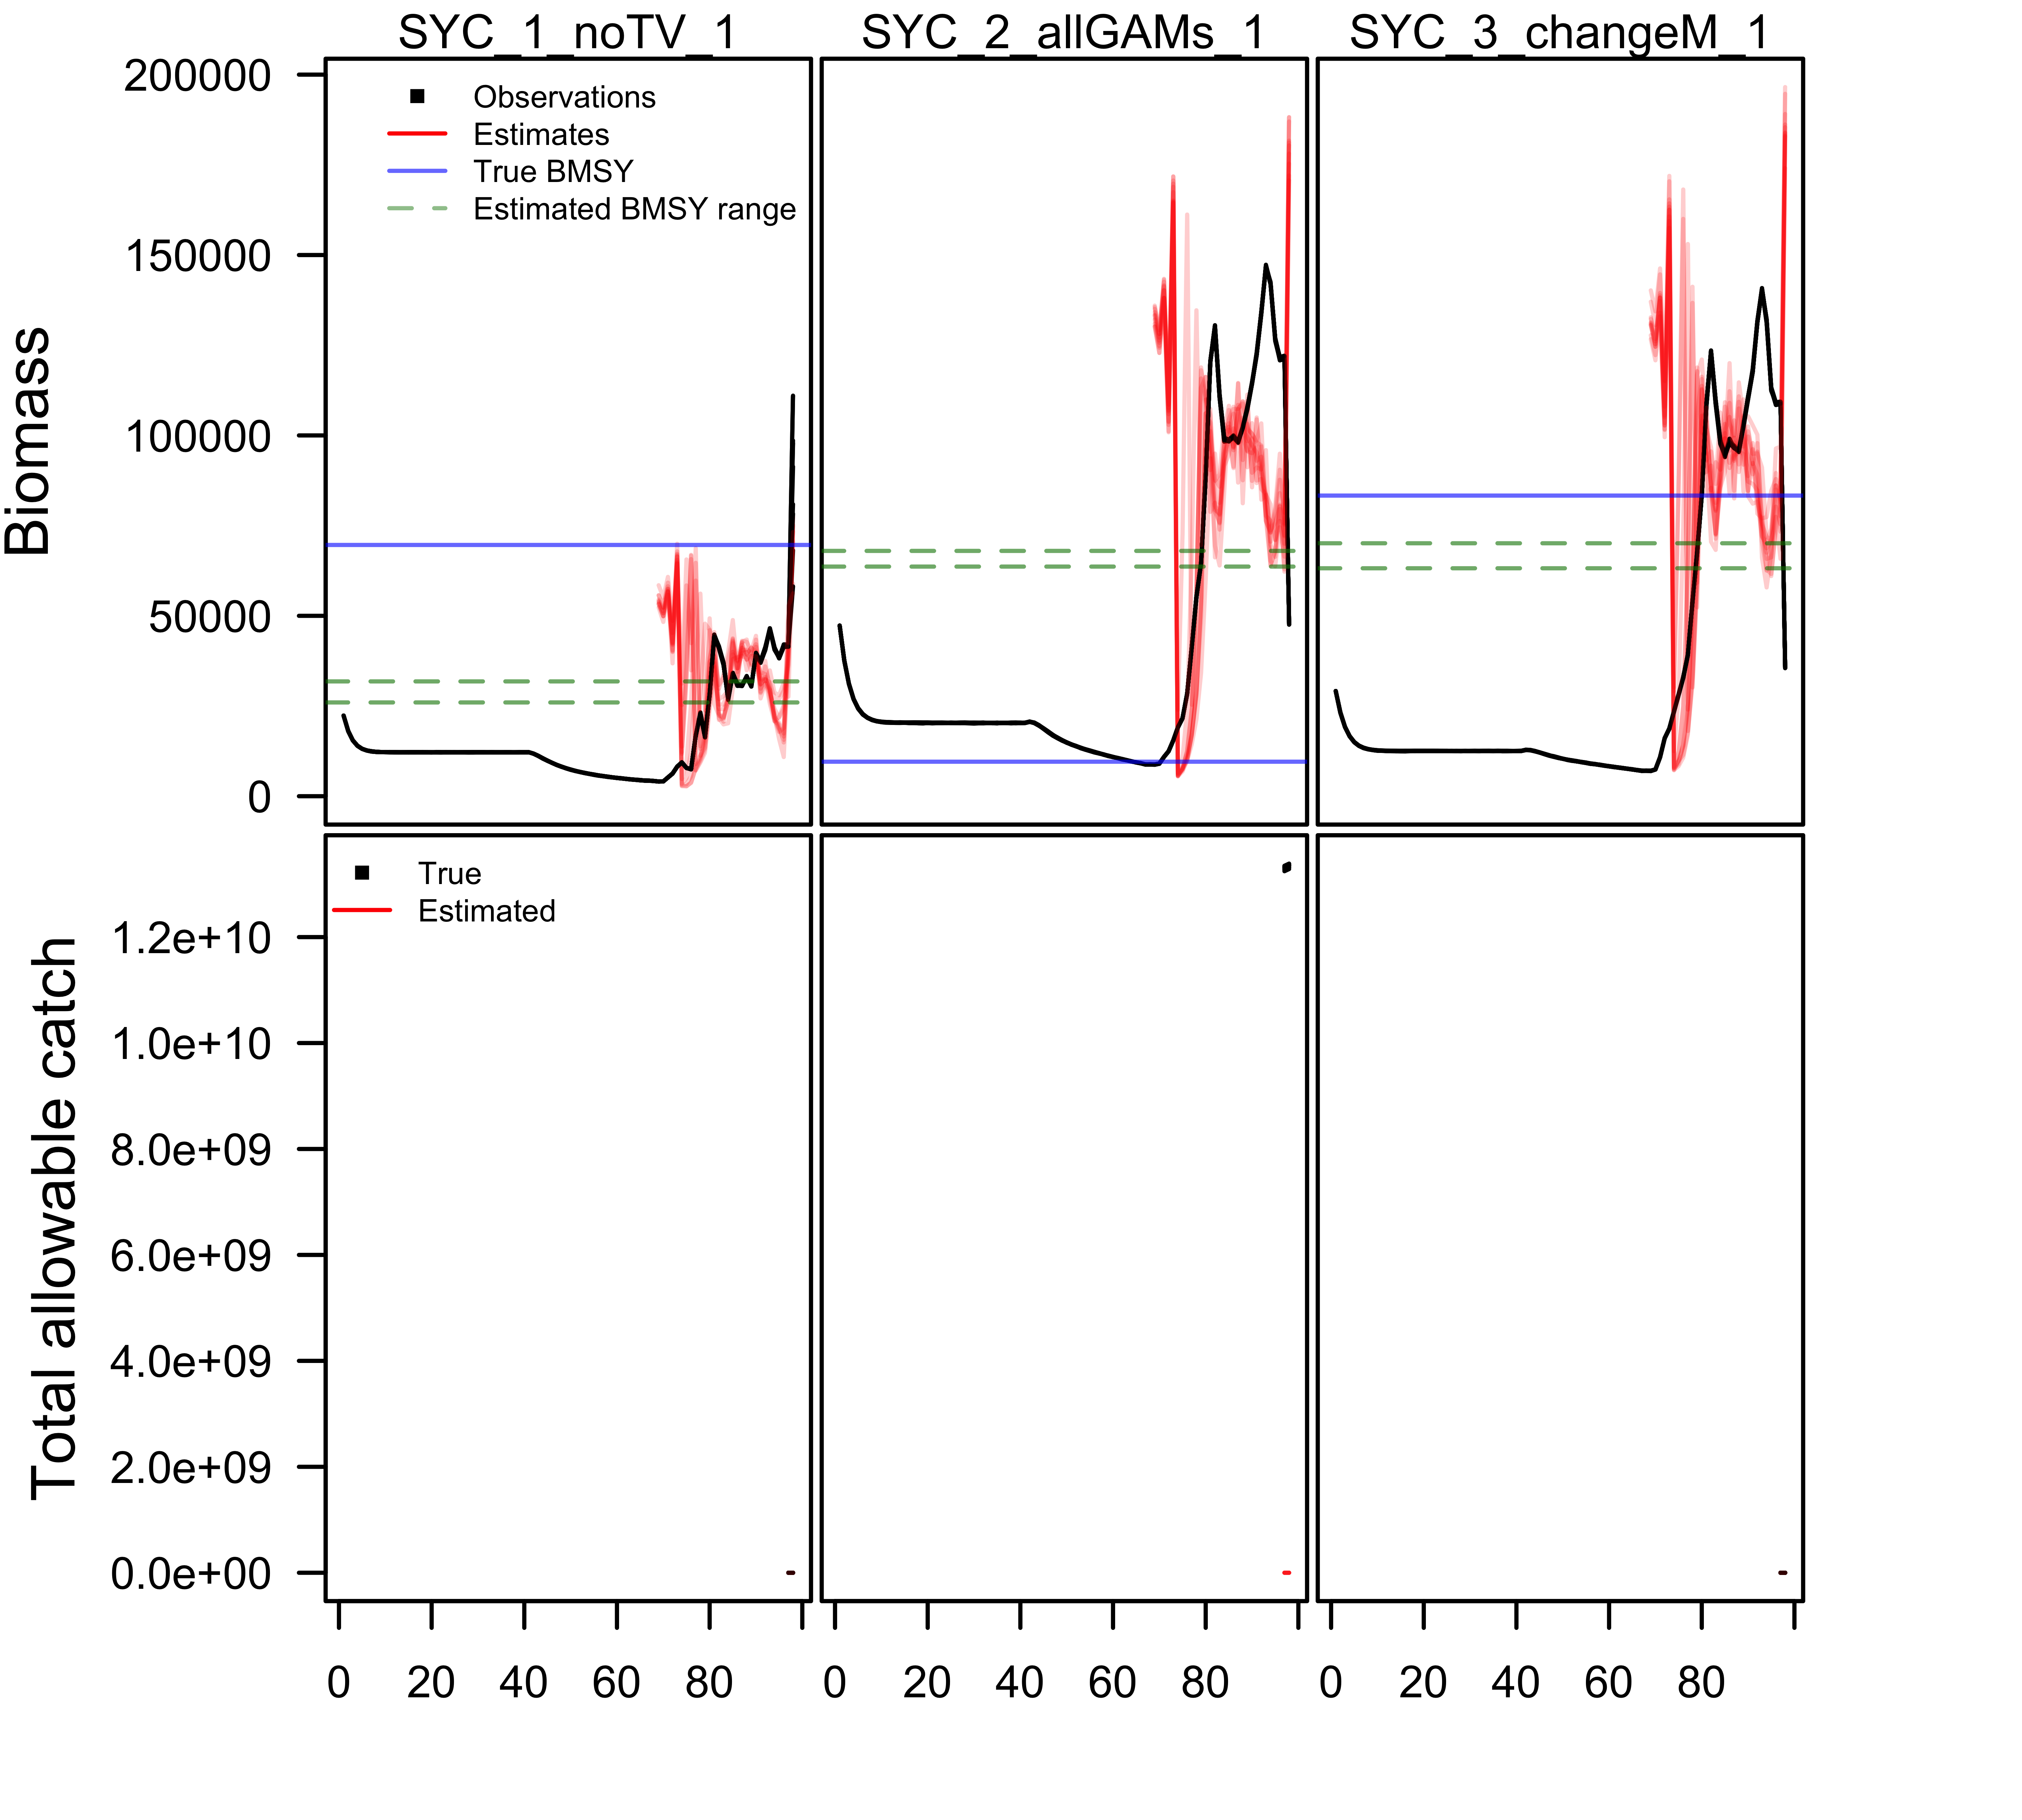 SYC_1_noTV_1
SYC_2_allGAMs_1
SYC_3_changeM_1
Biomass
200000
150000
100000
50000
0
Observations
Estimates
True BMSY
Estimated BMSY range
Total allowable catch
1.2e+10
1.0e+10
8.0e+09
6.0e+09
4.0e+09
2.0e+09
0.0e+00
True
Estimated
0 20 40 60 80
0 20 40 60 80
0 20 40 60 80